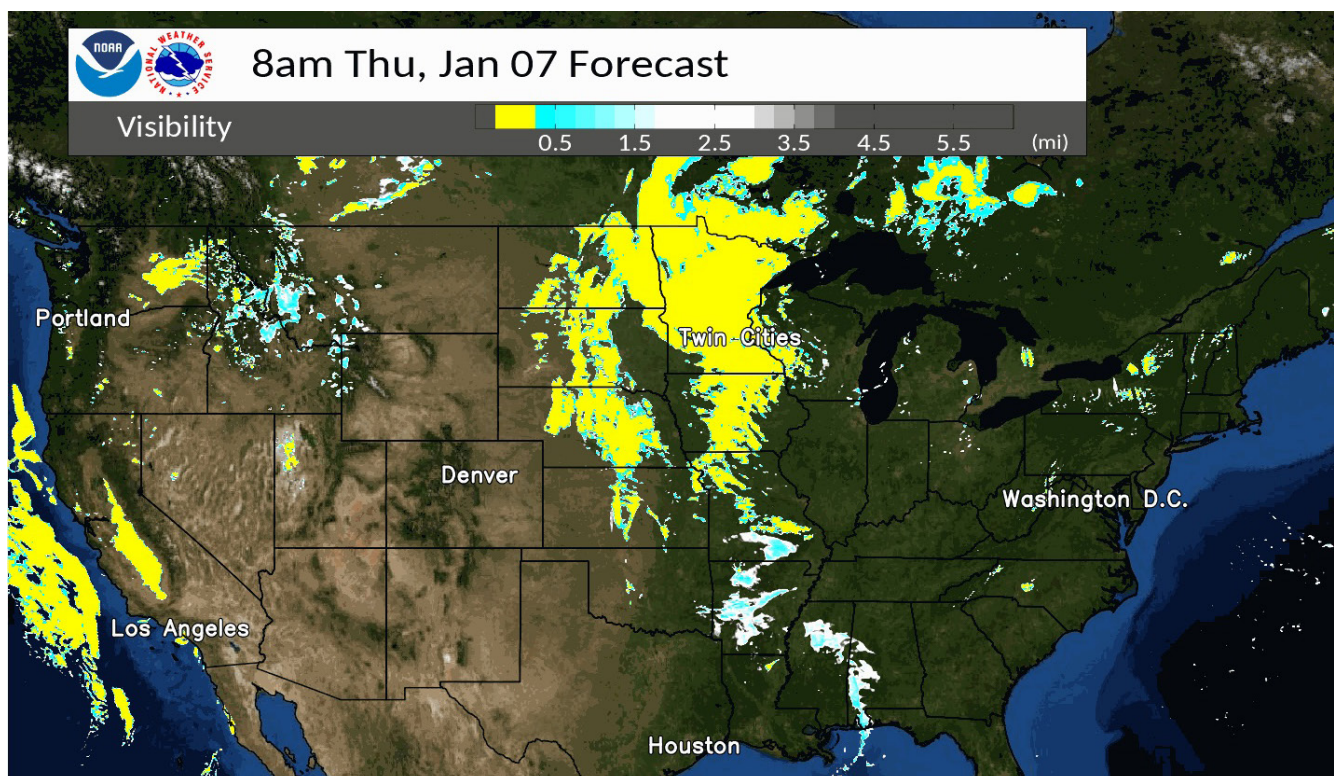 NOAA
NATIONAL WEATHER SERVICE
8am Thu, Jan 07 Forecast
Visibility
0.5 1.5 2.5 3.5 4.5 5.5 (mi)
Portland
Twin Cities
Denver
Washington D.C.
Los Angeles
Houston